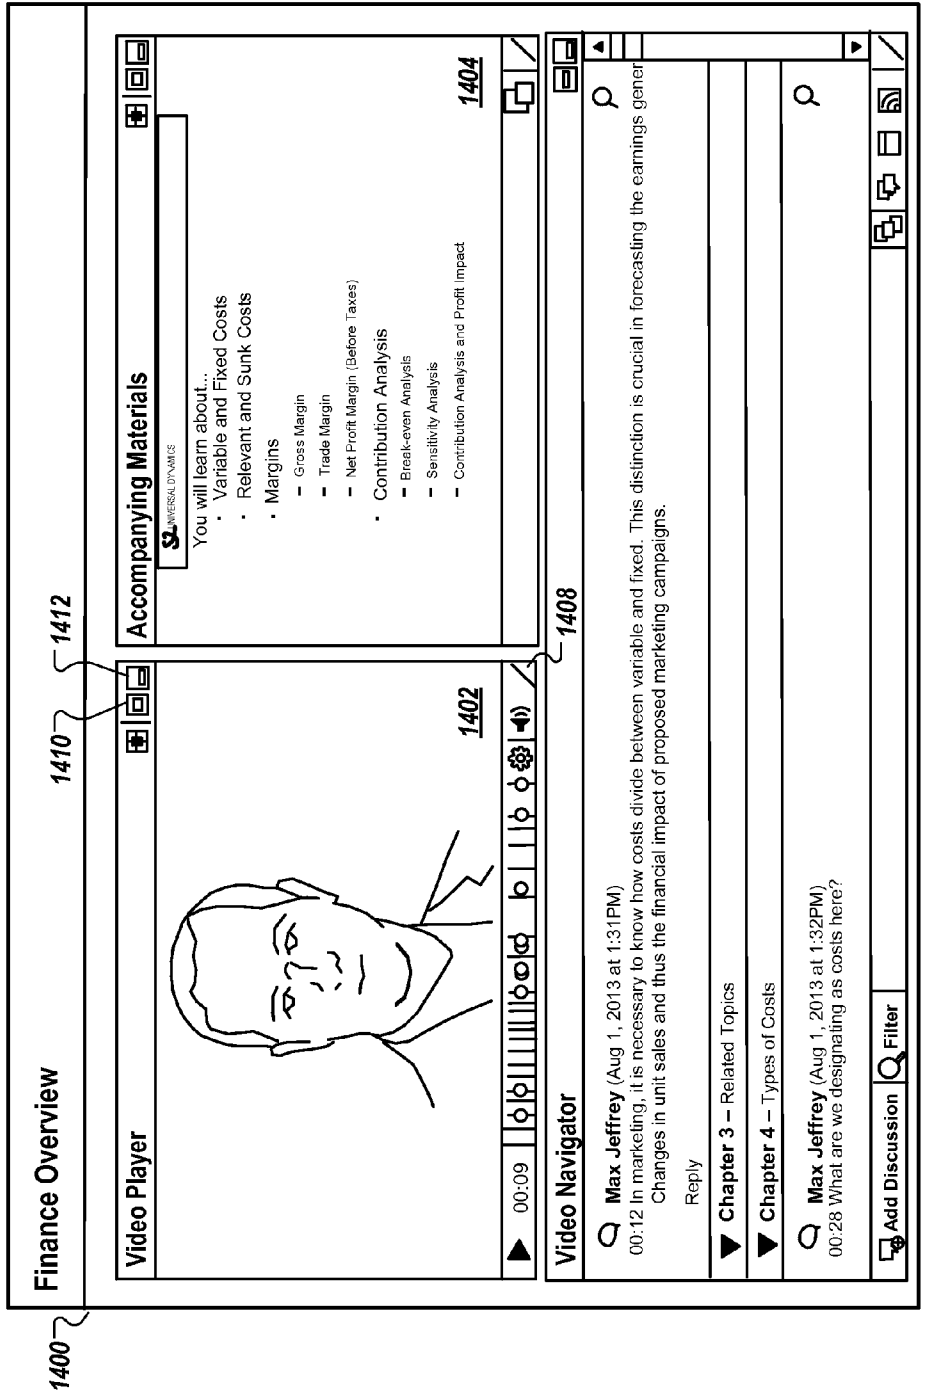 1400
Finance Overview
1410
1412
Video Player
1402
00:09
1408
Accompanying Materials
UNIVERSAL DYNAMICS
You will learn about...
· Variable and Fixed Costs
· Relevant and Sunk Costs
· Margins
– Gross Margin
– Trade Margin
– Net Profit Margin (Before Taxes)
· Contribution Analysis
– Break-even Analysis
– Sensitivity Analysis
– Contribution Analysis and Profit Impact
1404
Video Navigator
Max Jeffrey (Aug 1, 2013 at 1:31PM)
00:12 In marketing, it is necessary to know how costs divide between variable and fixed. This distinction is crucial in forecasting the earnings gener
Changes in unit sales and thus the financial impact of proposed marketing campaigns.
Reply
Chapter 3 – Related Topics
Chapter 4 – Types of Costs
Max Jeffrey (Aug 1, 2013 at 1:32PM)
00:28 What are we designating as costs here?
Add Discussion
Filter